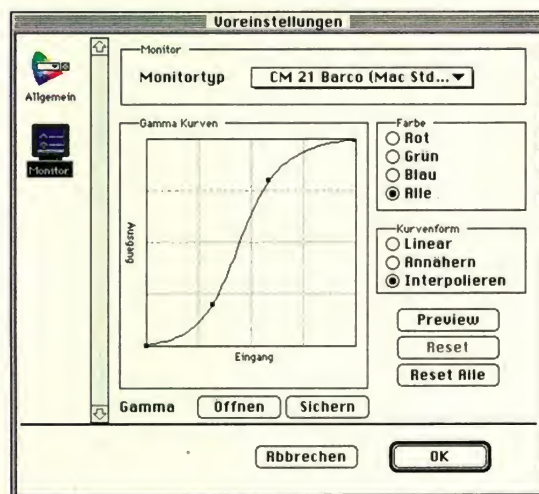 Voreinstellungen
Allgemein
Monitor
Monitor
Monitortyp
CM 21 Barco (Mac Std...
Gamma Kurven
Ausgang
Eingang
Farbe
Rot
Grün
Blau
Alle
Kurvenform
Linear
Annähern
Interpolieren
Preview
Reset
Reset Alle
Gamma
Öffnen
Sichern
Abbrechen
OK